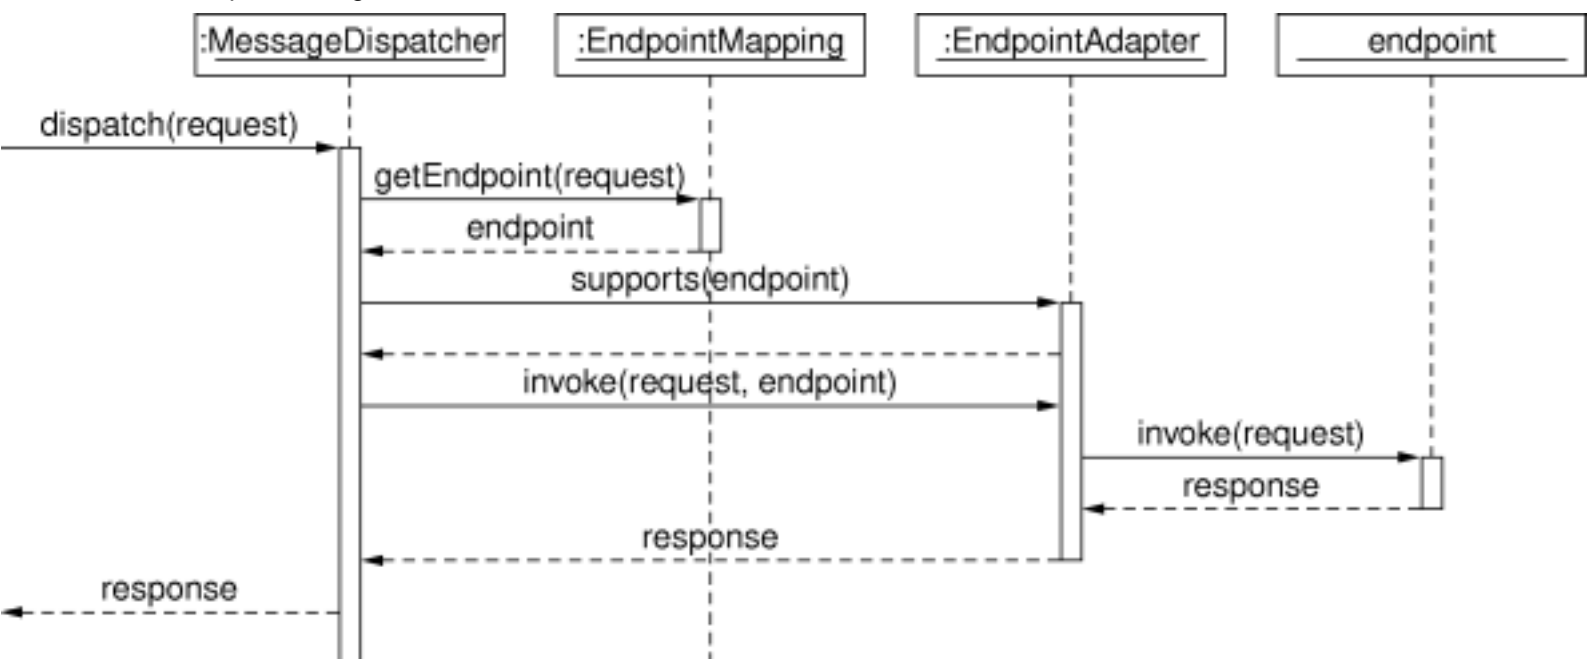 :MessageDispatcher
:EndpointMapping
:EndpointAdapter
endpoint
dispatch(request)
getEndpoint(request)
endpoint
supports(endpoint)
invoke(request, endpoint)
invoke(request)
response
response
response